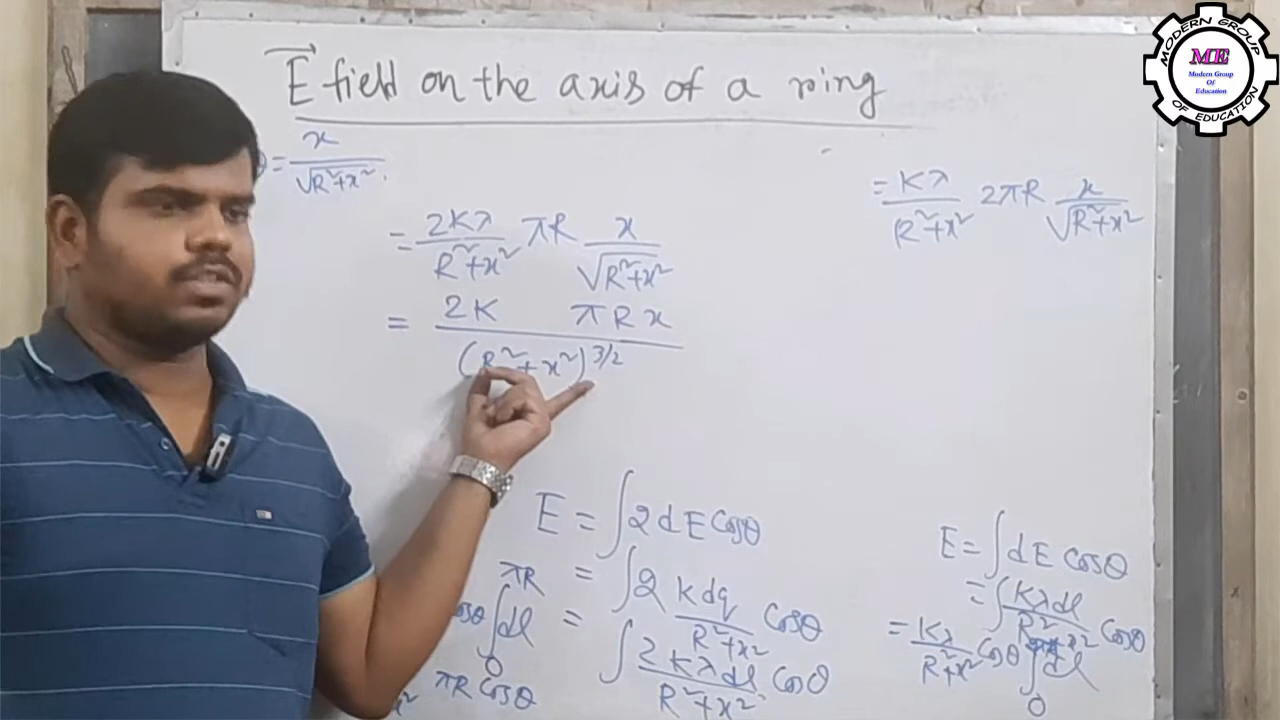 E⃗ field on the axis of a ring
= x / √(R²+x²)
= 2Kλ / (R²+x²) πR x / √(R²+x²)
= 2K πRx / (R²+x²)^3/2
E = ∫2dE Cosθ
= ∫2 kdq / (R²+x²) Cosθ
πR
Cosθ ∫dl
0
= ∫ 2Kλdl / (R²+x²) Cosθ
πR Cosθ
= Kλ / (R²+x²) 2πR x / √(R²+x²)
E = ∫dE Cosθ
= ∫ Kλdl / (R²+x²) Cosθ
= Kλ / (R²+x²) Cosθ ∫dl
0
MODERN GROUP
ME
Modern Group
Of
Education
OF EDUCATION